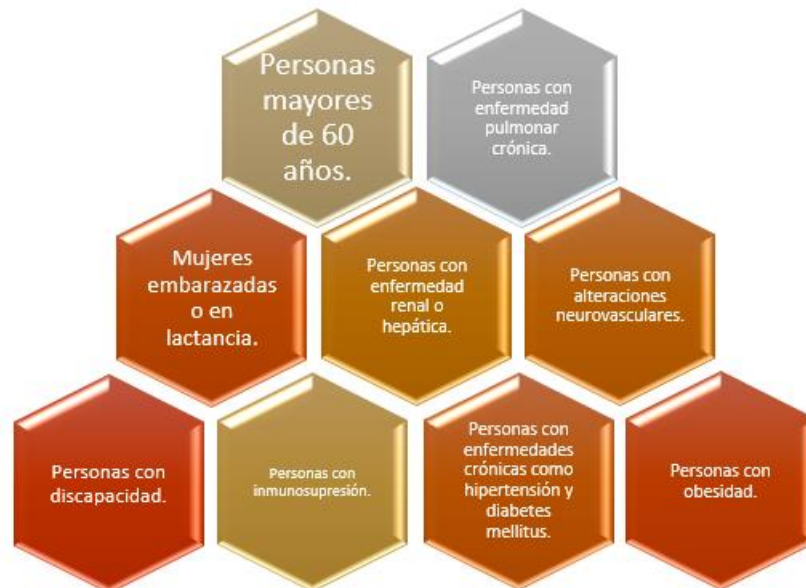 Personas
mayores
de 60
años.
Personas con
enfermedad
pulmonar
crónica.
Mujeres
embarazadas
o en
lactancia.
Personas con
enfermedad
renal o
hepática.
Personas con
alteraciones
neurovasculares.
Personas con
discapacidad.
Personas con
inmunosupresión.
Personas con
enfermedades
crónicas como
hipertensión y
diabetes
mellitus.
Personas con
obesidad.